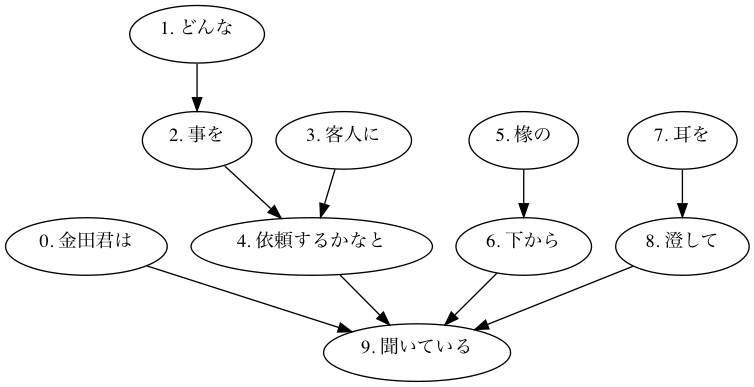 1. どんな
2. 事を
3. 客人に
5. 椽の
7. 耳を
0. 金田君は
4. 依頼するかなと
6. 下から
8. 澄して
9. 聞いている